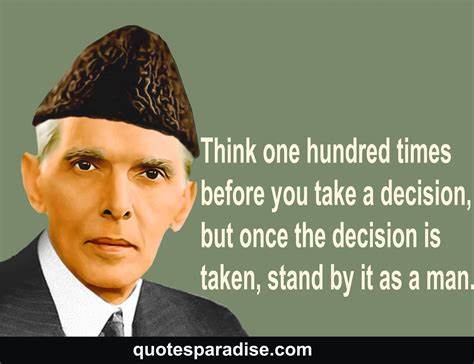 Think one hundred times
before you take a decision,
but once the decision is
taken, stand by it as a man.
quotesparadise.com